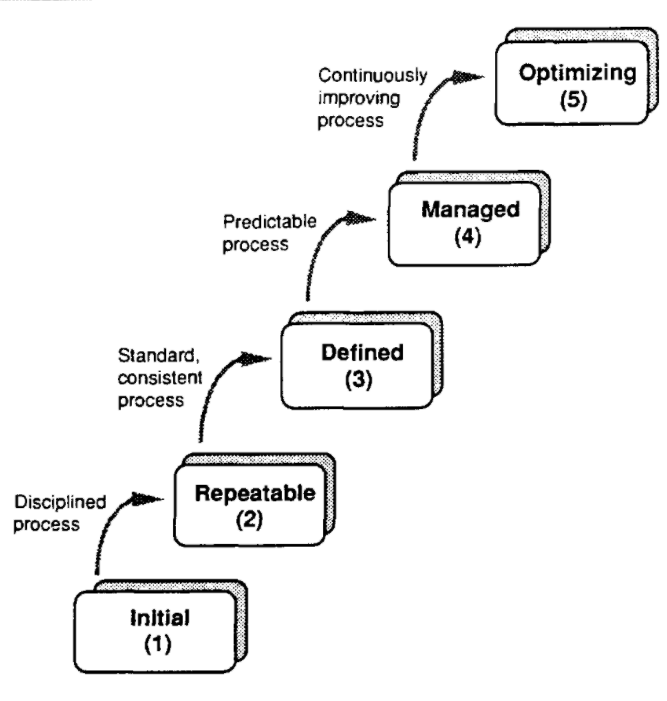 Continuously
improving
process
Optimizing
(5)
Predictable
process
Managed
(4)
Standard,
consistent
process
Defined
(3)
Disciplined
process
Repeatable
(2)
Initial
(1)